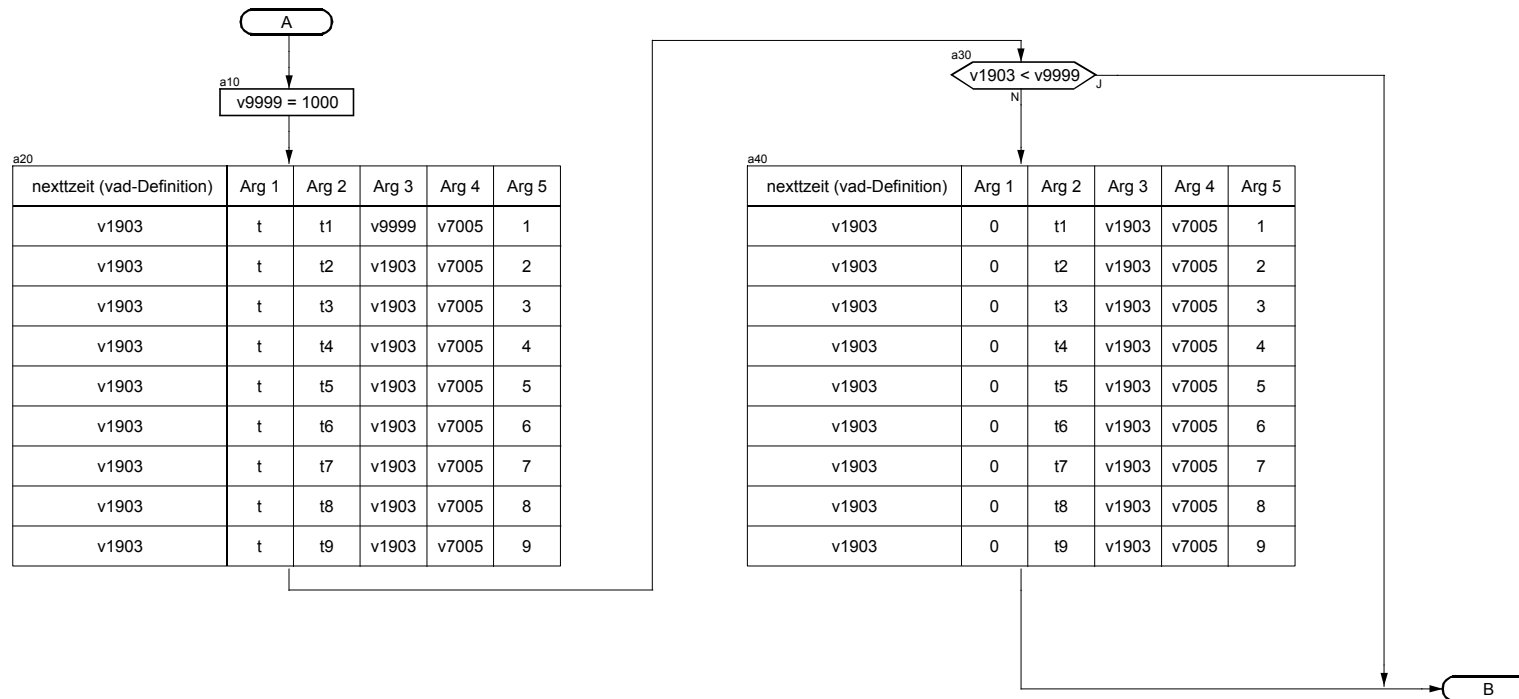 A
a10
v9999 = 1000
a20
nexttzeit (vad-Definition) Arg 1 Arg 2 Arg 3 Arg 4 Arg 5
v1903 t t1 v9999 v7005 1
v1903 t t2 v1903 v7005 2
v1903 t t3 v1903 v7005 3
v1903 t t4 v1903 v7005 4
v1903 t t5 v1903 v7005 5
v1903 t t6 v1903 v7005 6
v1903 t t7 v1903 v7005 7
v1903 t t8 v1903 v7005 8
v1903 t t9 v1903 v7005 9
a30
v1903 < v9999
N J
a40
nexttzeit (vad-Definition) Arg 1 Arg 2 Arg 3 Arg 4 Arg 5
v1903 0 t1 v1903 v7005 1
v1903 0 t2 v1903 v7005 2
v1903 0 t3 v1903 v7005 3
v1903 0 t4 v1903 v7005 4
v1903 0 t5 v1903 v7005 5
v1903 0 t6 v1903 v7005 6
v1903 0 t7 v1903 v7005 7
v1903 0 t8 v1903 v7005 8
v1903 0 t9 v1903 v7005 9
B